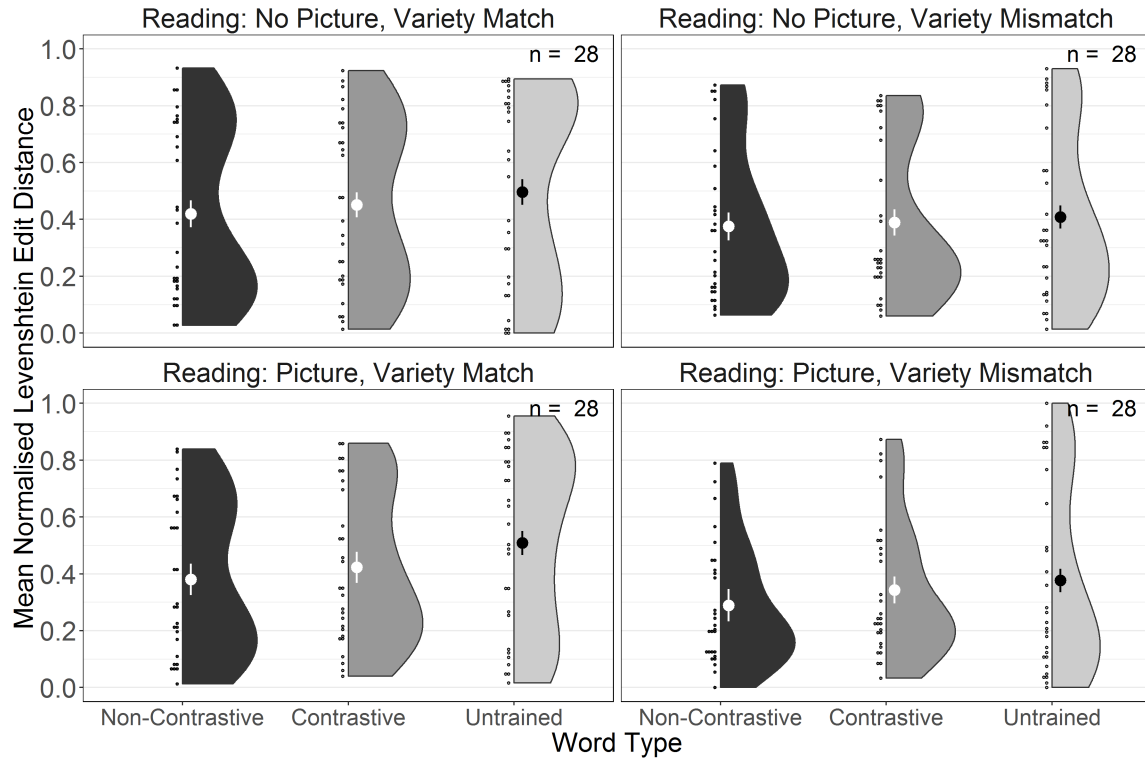 Reading: No Picture, Variety Match
Reading: No Picture, Variety Mismatch
n = 28
n = 28
1.0
0.8
0.6
0.4
0.2
0.0
Reading: Picture, Variety Match
Reading: Picture, Variety Mismatch
n = 28
n = 28
1.0
0.8
0.6
0.4
0.2
0.0
Mean Normalised Levenshtein Edit Distance
Non-Contrastive Contrastive Untrained
Non-Contrastive Contrastive Untrained
Word Type